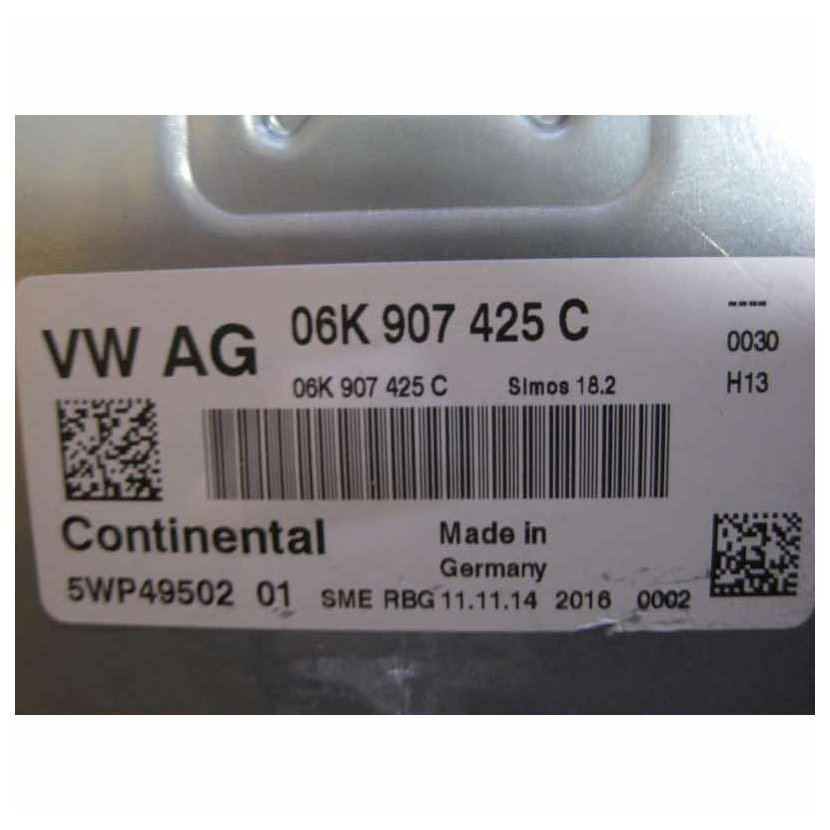 VW AG 06K 907 425 C ----
0030
06K 907 425 C Simos 18.2 H13
Continental Made in
Germany
5WP49502 01 SME RBG 11.11.14 2016 0002